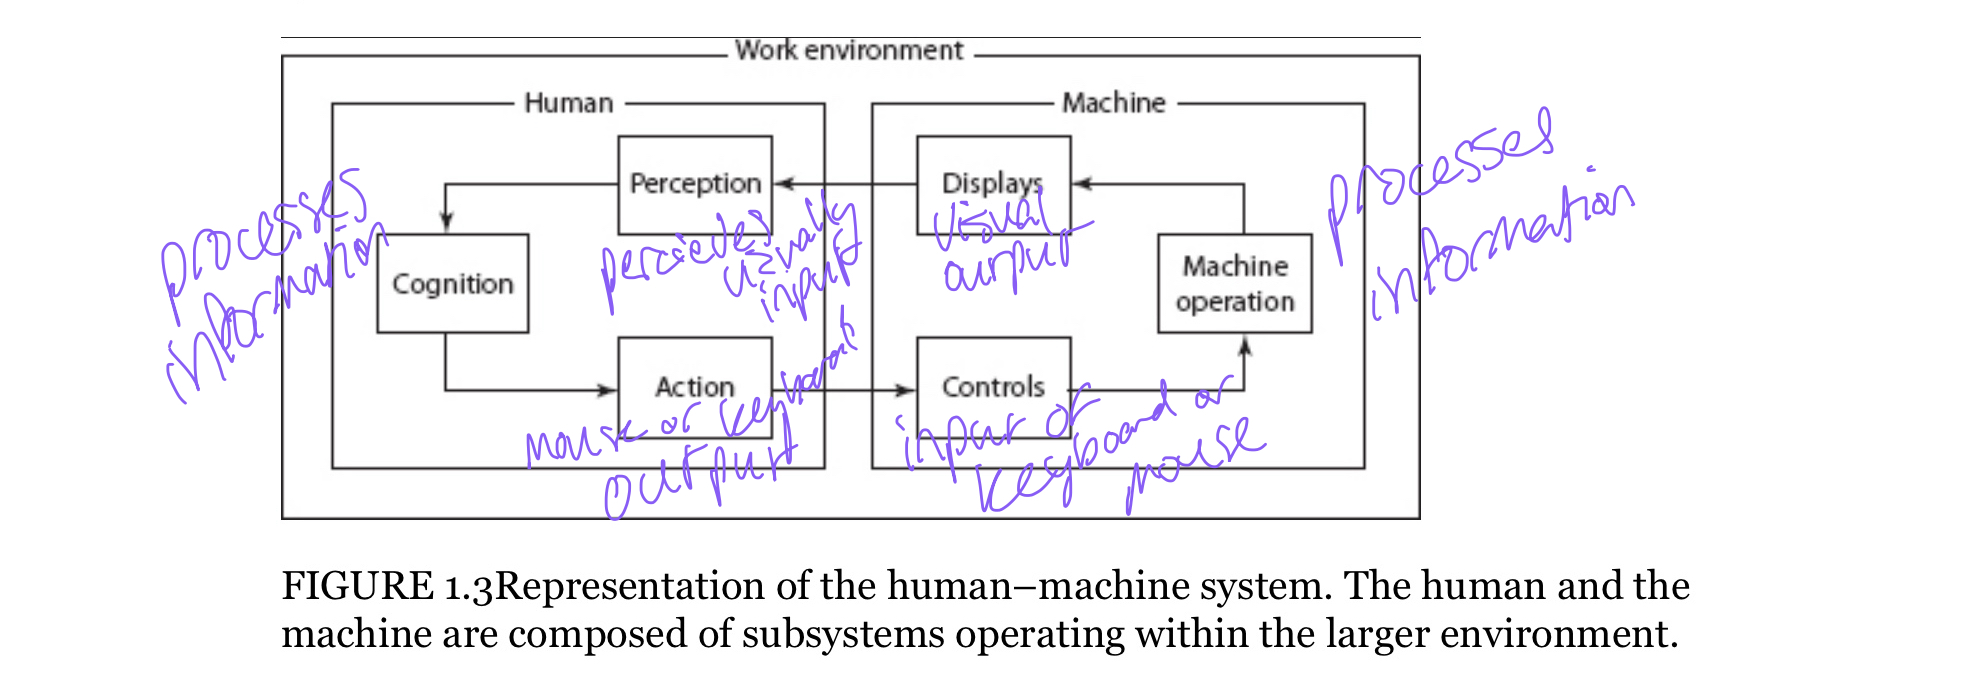 Work environment
Human
Machine
Perception
Displays
processes
information
percieves
visually
input
visual
output
processes
information
Cognition
Machine
operation
Action
Controls
mouse or keyboard
output
input of
keyboard or
mouse
FIGURE 1.3Representation of the human–machine system. The human and the
machine are composed of subsystems operating within the larger environment.